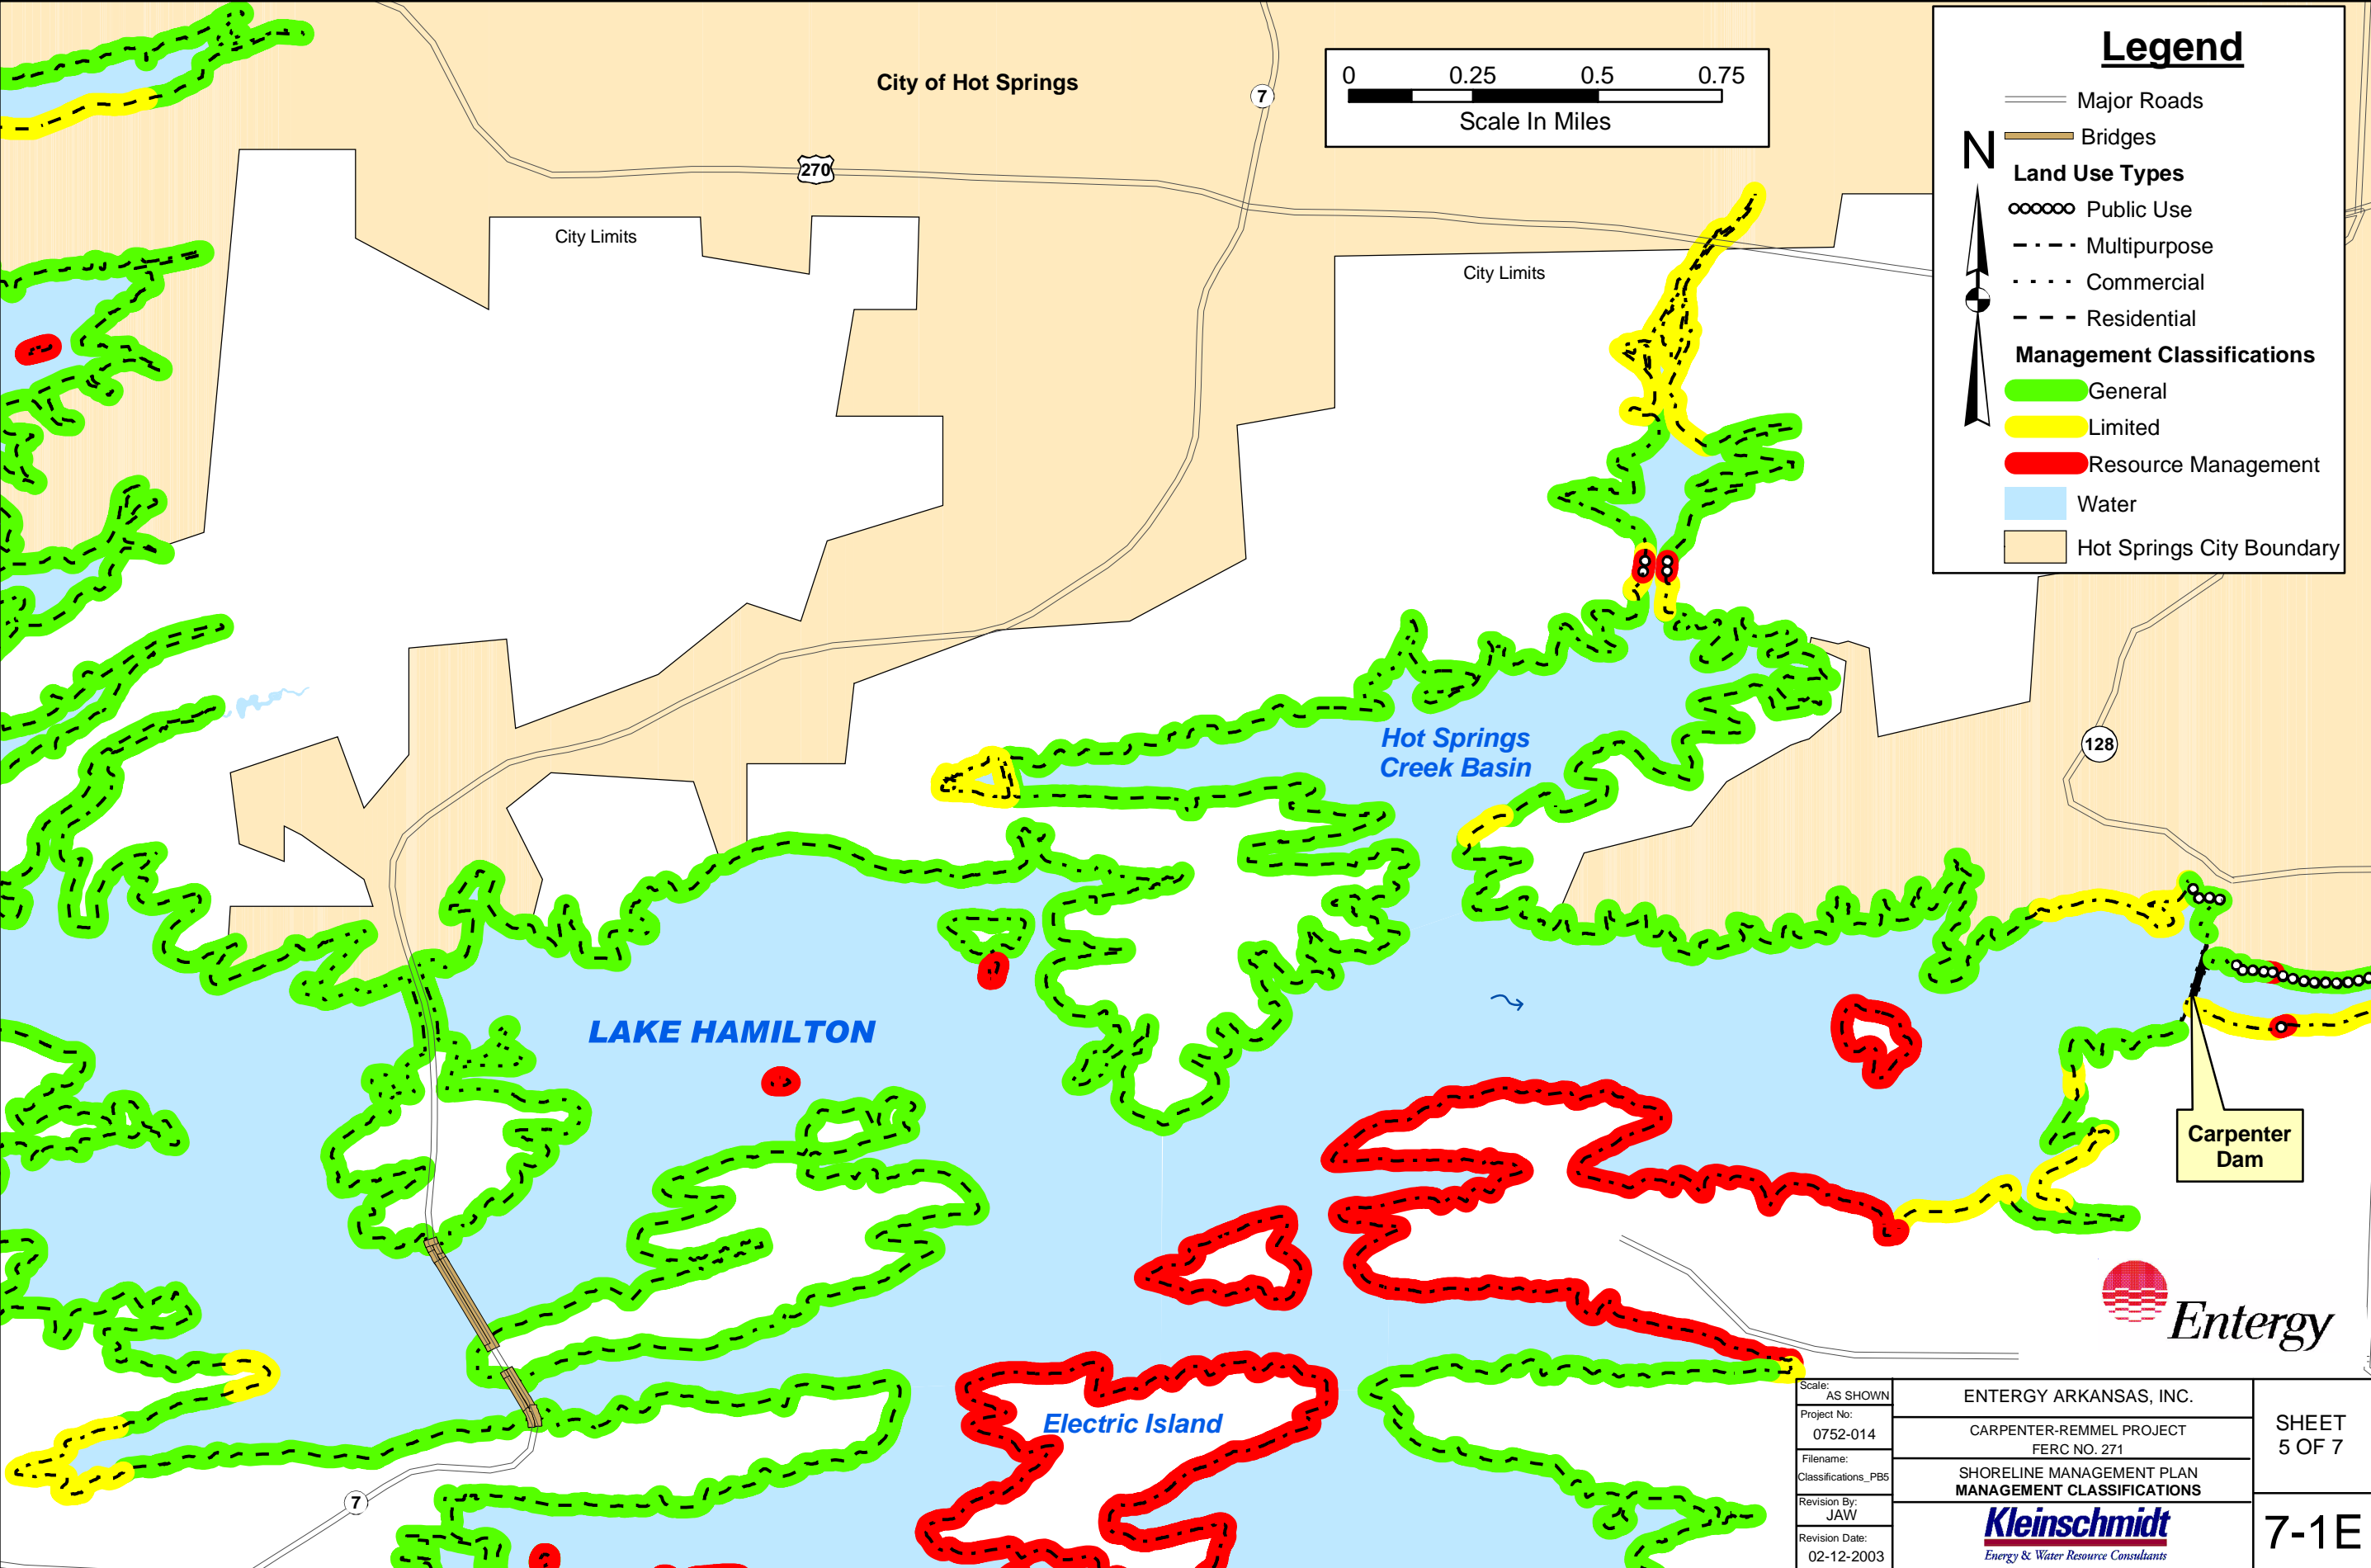 City of Hot Springs
0 0.25 0.5 0.75
Scale In Miles
7
270
City Limits
City Limits
Legend
Major Roads
Bridges
N
Land Use Types
Public Use
Multipurpose
Commercial
Residential
Management Classifications
General
Limited
Resource Management
Water
Hot Springs City Boundary
128
Hot Springs
Creek Basin
LAKE HAMILTON
Carpenter
Dam
Electric Island
7
Entergy
Scale:
AS SHOWN
Project No:
0752-014
Filename:
Classifications_PB5
Revision By:
JAW
Revision Date:
02-12-2003
ENTERGY ARKANSAS, INC.
CARPENTER-REMMEL PROJECT
FERC NO. 271
SHORELINE MANAGEMENT PLAN
MANAGEMENT CLASSIFICATIONS
Kleinschmidt
Energy & Water Resource Consultants
SHEET
5 OF 7
7-1E